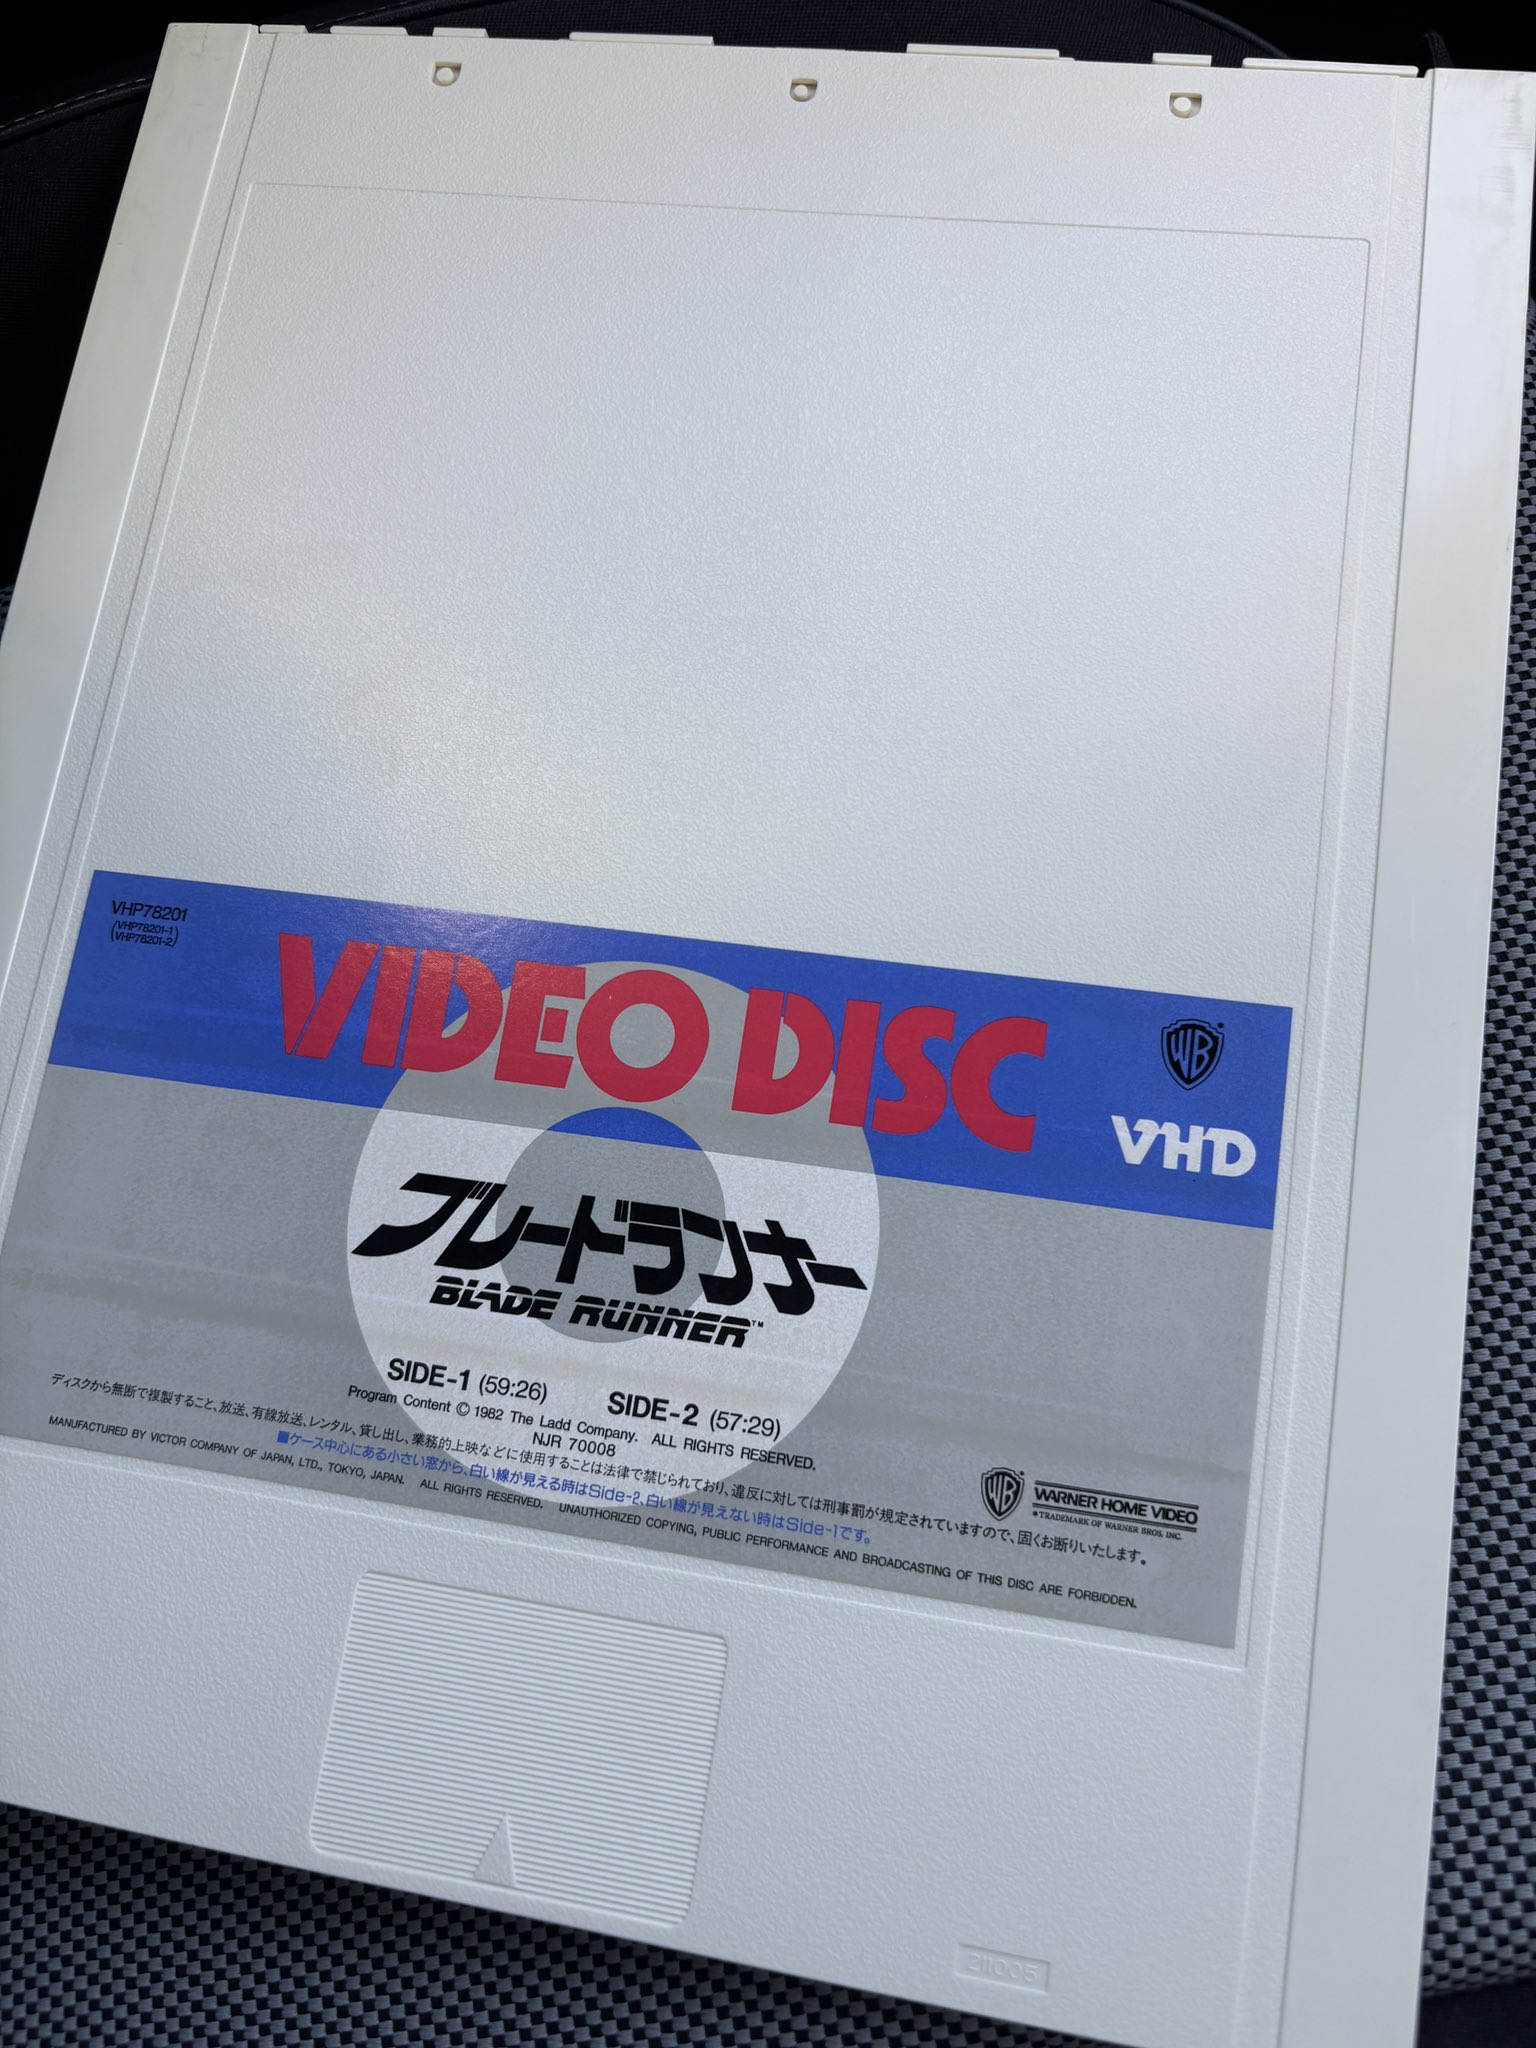 VHP78201
(VHP78201-1)
(VHP78201-2)
VIDEO DISC
WB
VHD
ブレードランナー
BLADE RUNNER™
SIDE-1 (59:26) SIDE-2 (57:29)
Program Content © 1982 The Ladd Company. ALL RIGHTS RESERVED.
NJR 70008
ディスクから無断で複製すること、放送、有線放送、レンタル、貸し出し、業務的上映などに使用することは法律で禁じられており、違反に対しては刑事罰が規定されていますので、固くお断りいたします。
■ケース中心にある小さい窓から、白い線が見える時はSide-2、白い線が見えない時はSide-1です。
MANUFACTURED BY VICTOR COMPANY OF JAPAN, LTD., TOKYO, JAPAN. ALL RIGHTS RESERVED. UNAUTHORIZED COPYING, PUBLIC PERFORMANCE AND BROADCASTING OF THIS DISC ARE FORBIDDEN.
WB WARNER HOME VIDEO
*TRADEMARK OF WARNER BROS. INC.
211005